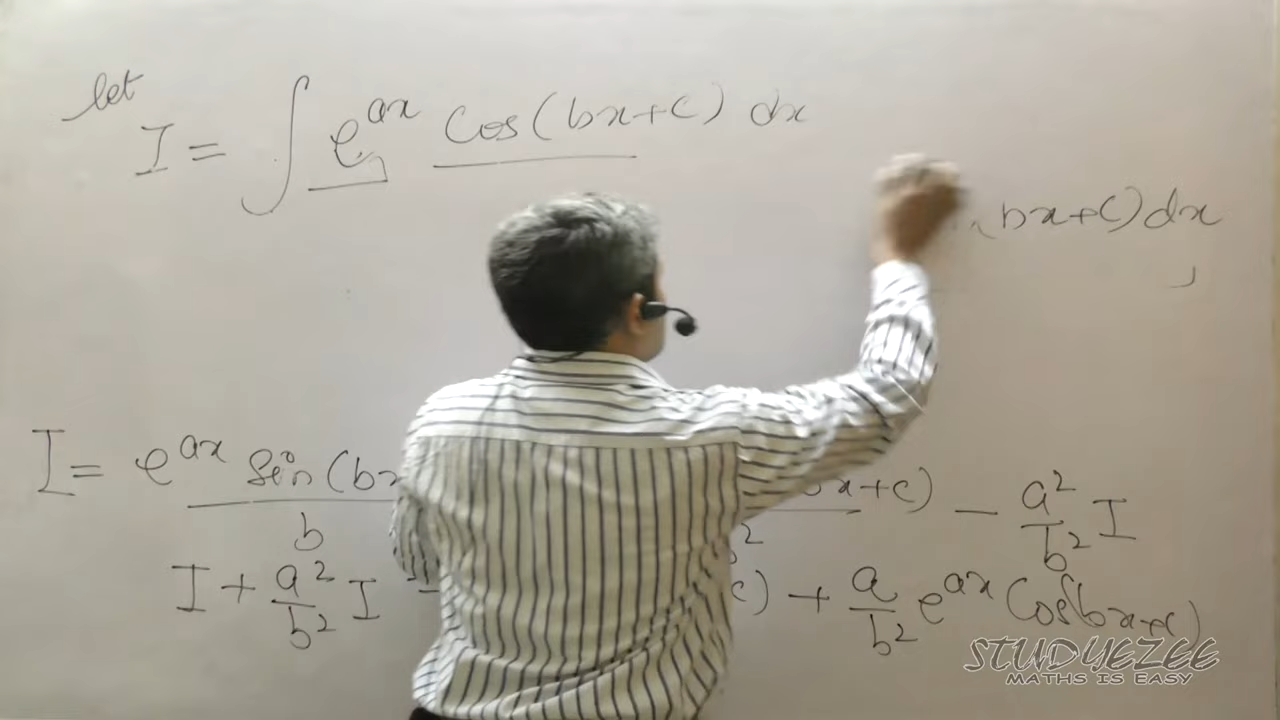 let
I = ∫ e^{ax} Cos(bx+c) dx
bx+c) dx
I = e^{ax} Sin(bx / b bx+c) / b² − a²/b² I
I + a²/b² I = c) + a/b² e^{ax} Cos(bx+c)
STUDYEZEE
MATHS IS EASY